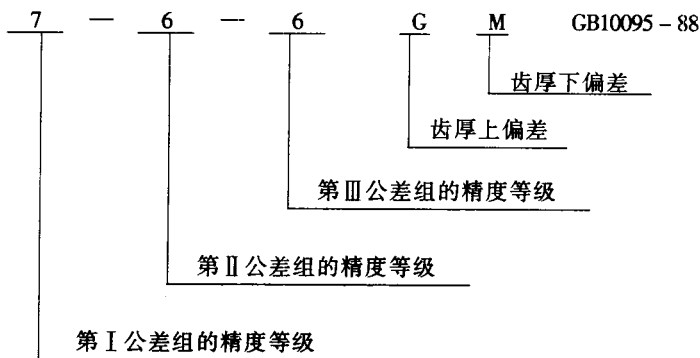 7 — 6 — 6 G M GB10095－88
齿厚下偏差
齿厚上偏差
第Ⅲ公差组的精度等级
第Ⅱ公差组的精度等级
第Ⅰ公差组的精度等级